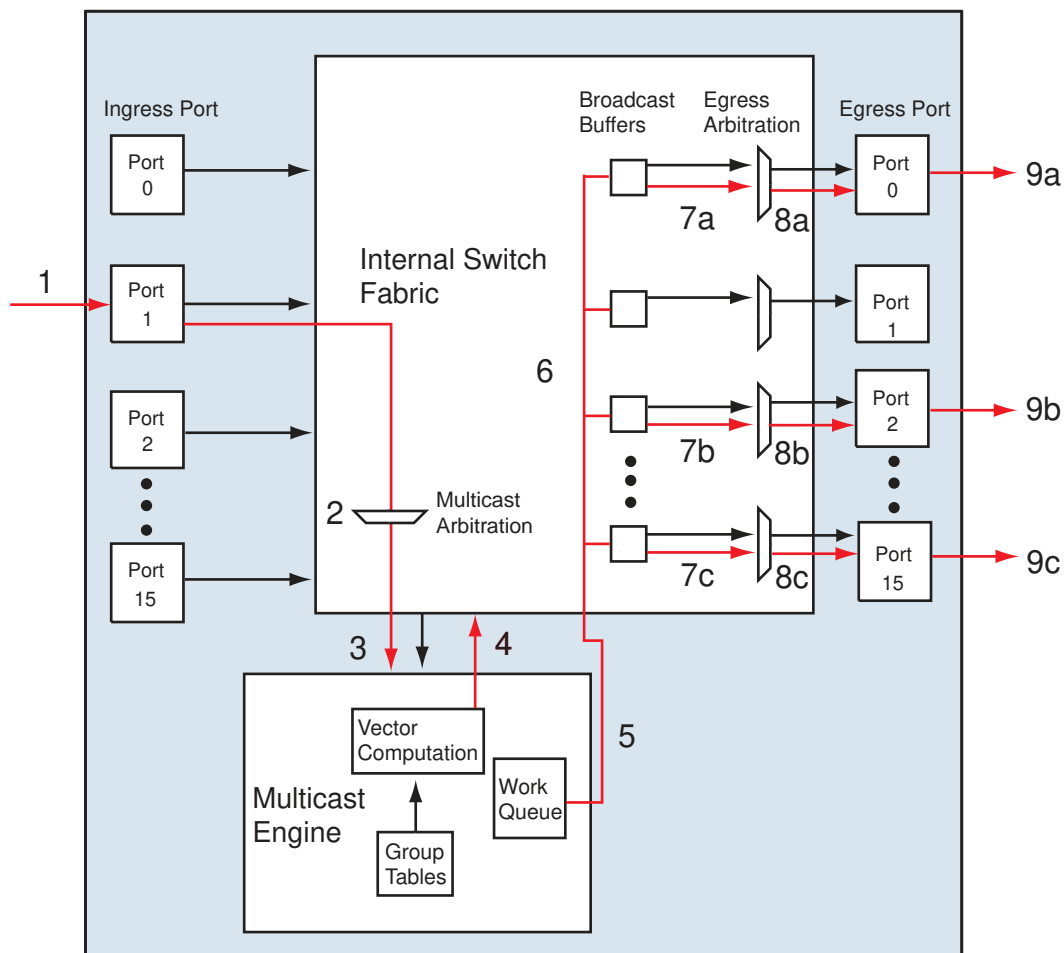 Ingress Port
Broadcast
Buffers
Egress
Arbitration
Egress Port
Port
0
7a
8a
Port
0
9a
1
Port
1
Internal Switch
Fabric
Port
1
6
Port
2
7b
8b
Port
2
9b
2
Multicast
Arbitration
Port
15
7c
8c
Port
15
9c
3
4
Vector
Computation
5
Work
Queue
Multicast
Engine
Group
Tables